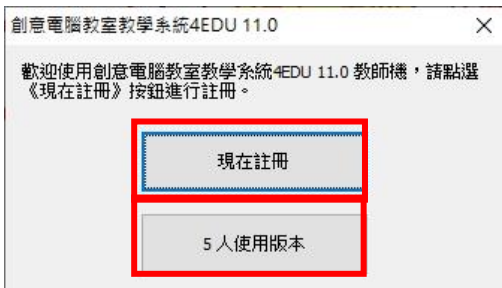 創意電腦教室教學系統4EDU 11.0
歡迎使用創意電腦教室教學系統4EDU 11.0 教師機，請點選
《現在註冊》按鈕進行註冊。
現在註冊
5 人使用版本